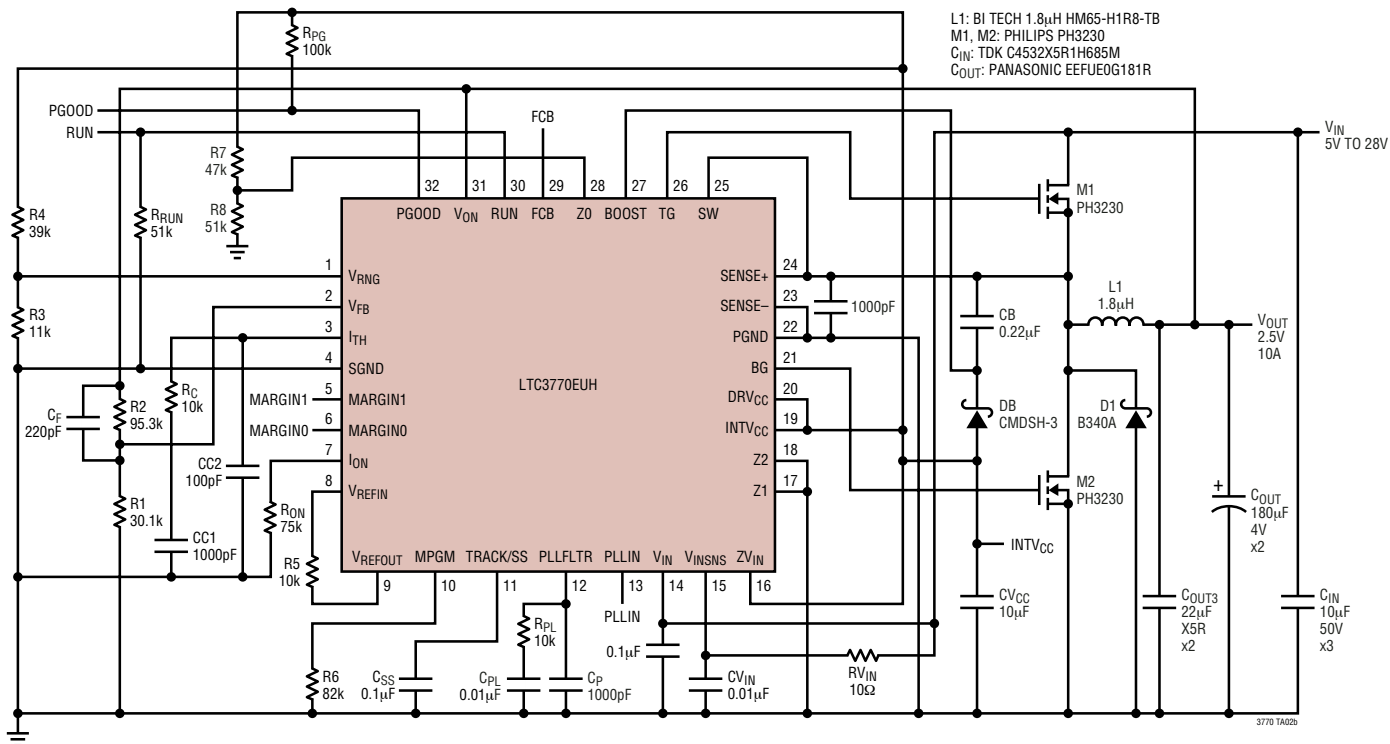 L1: BI TECH 1.8µH HM65-H1R8-TB
M1, M2: PHILIPS PH3230
CIN: TDK C4532X5R1H685M
COUT: PANASONIC EEFUE0G181R
RPG
100k
PGOOD
RUN
FCB
VIN
5V TO 28V
R7
47k
R8
51k
R4
39k
RRUN
51k
32
31
30
29
28
27
26
25
PGOOD
VON
RUN
FCB
Z0
BOOST
TG
SW
M1
PH3230
1
VRNG
2
VFB
3
ITH
4
SGND
5
MARGIN1
MARGIN1
6
MARGIN0
MARGIN0
7
ION
8
VREFIN
LTC3770EUH
SENSE+
24
SENSE–
23
PGND
22
BG
21
DRVCC
20
INTVCC
19
Z2
18
Z1
17
R3
11k
1000pF
CB
0.22µF
L1
1.8µH
VOUT
2.5V
10A
RC
10k
CF
220pF
R2
95.3k
CC2
100pF
R1
30.1k
CC1
1000pF
RON
75k
R5
10k
DB
CMDSH-3
D1
B340A
M2
PH3230
+
COUT
180µF
4V
x2
INTVCC
VREFOUT
MPGM
TRACK/SS
PLLFLTR
PLLIN
VIN
VINSNS
ZVIN
9
10
11
12
13
14
15
16
PLLIN
RPL
10k
CVCC
10µF
COUT3
22µF
X5R
x2
CIN
10µF
50V
x3
R6
82k
CSS
0.1µF
CPL
0.01µF
CP
1000pF
0.1µF
CVIN
0.01µF
RVIN
10Ω
3770 TA02b